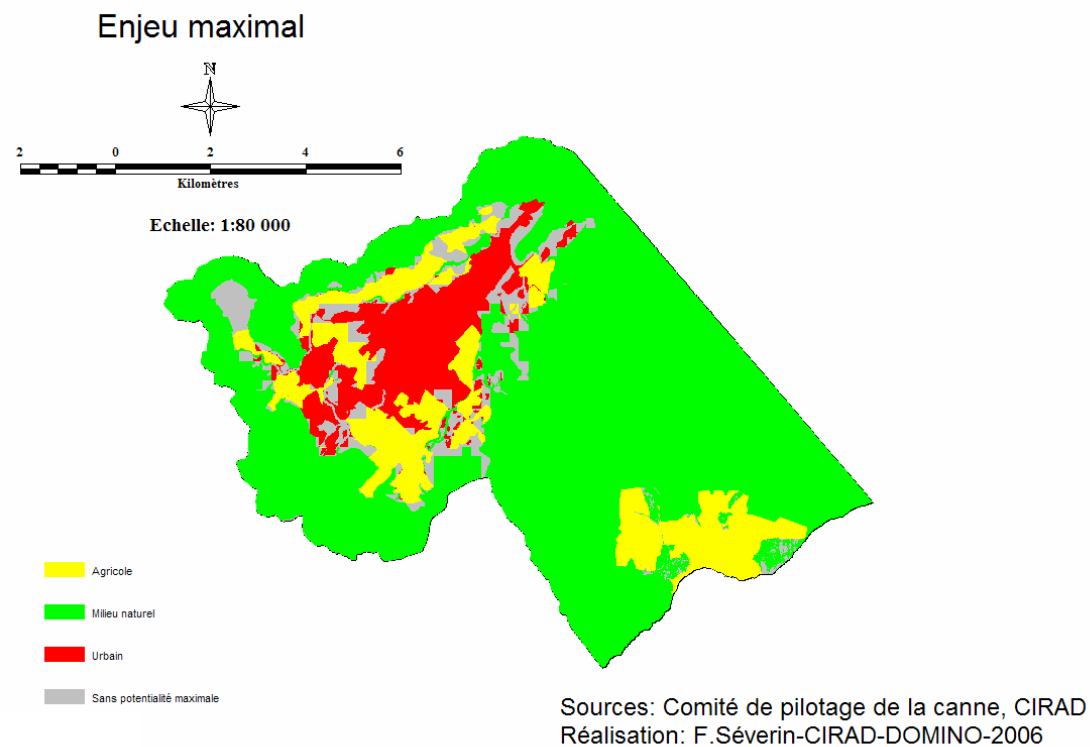 Enjeu maximal
N
2 0 2 4 6
Kilomètres
Echelle: 1:80 000
Agricole
Milieu naturel
Urbain
Sans potentialité maximale
Sources: Comité de pilotage de la canne, CIRAD
Réalisation: F.Séverin-CIRAD-DOMINO-2006